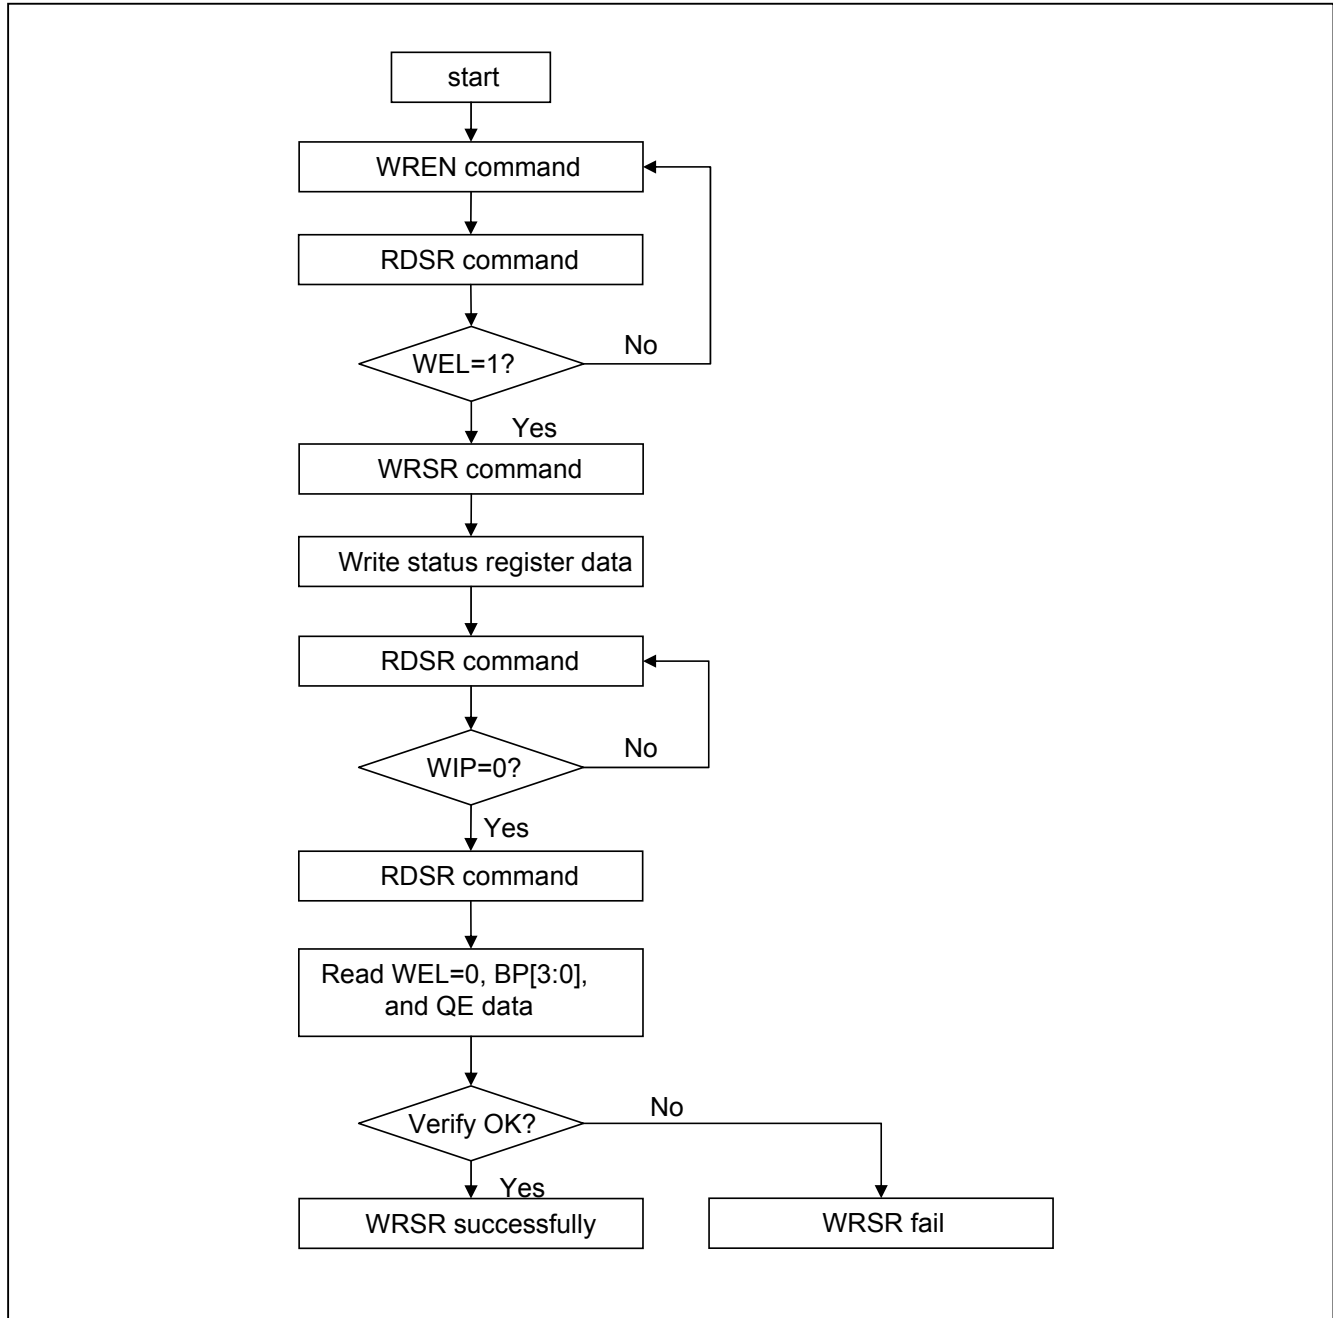 start
WREN command
RDSR command
WEL=1?
No
Yes
WRSR command
Write status register data
RDSR command
WIP=0?
No
Yes
RDSR command
Read WEL=0, BP[3:0],
and QE data
Verify OK?
No
Yes
WRSR successfully
WRSR fail